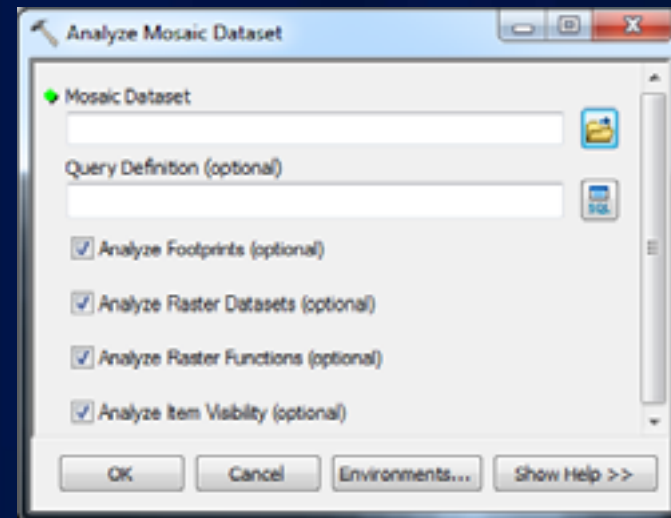 Analyze Mosaic Dataset
Mosaic Dataset
Query Definition (optional)
SQL
Analyze Footprints (optional)
Analyze Raster Datasets (optional)
Analyze Raster Functions (optional)
Analyze Item Visibility (optional)
OK Cancel Environments... Show Help >>